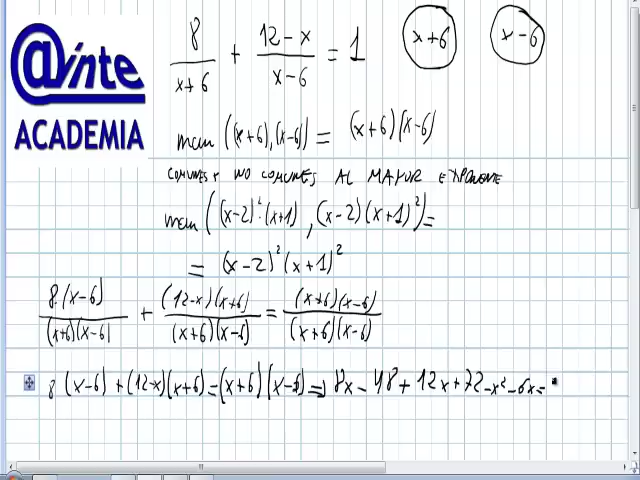 8/(x+6) + (12-x)/(x-6) = 1
x+6
x-6
@inte
ACADEMIA
mcm ((x+6),(x-6)) = (x+6)(x-6)
COMUNES Y NO COMUNES AL MAYOR EXPONENTE
mcm ((x-2)²·(x+1), (x-2)(x+1)²) =
= (x-2)²(x+1)²
8·(x-6)/(x+6)(x-6) + (12-x)(x+6)/(x+6)(x-6) = (x+6)(x-6)/(x+6)(x-6)
8(x-6)+(12-x)(x+6)=(x+6)(x-6)=) 8x-48+12x+72-x²-6x=